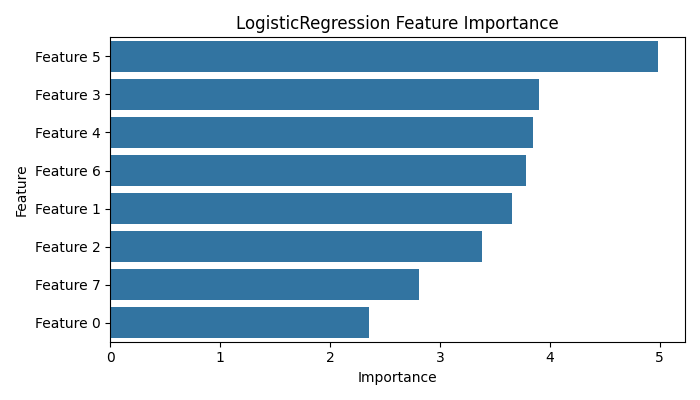 LogisticRegression Feature Importance
Feature 5
Feature 3
Feature 4
Feature 6
Feature 1
Feature 2
Feature 7
Feature 0
Feature
0 1 2 3 4 5
Importance